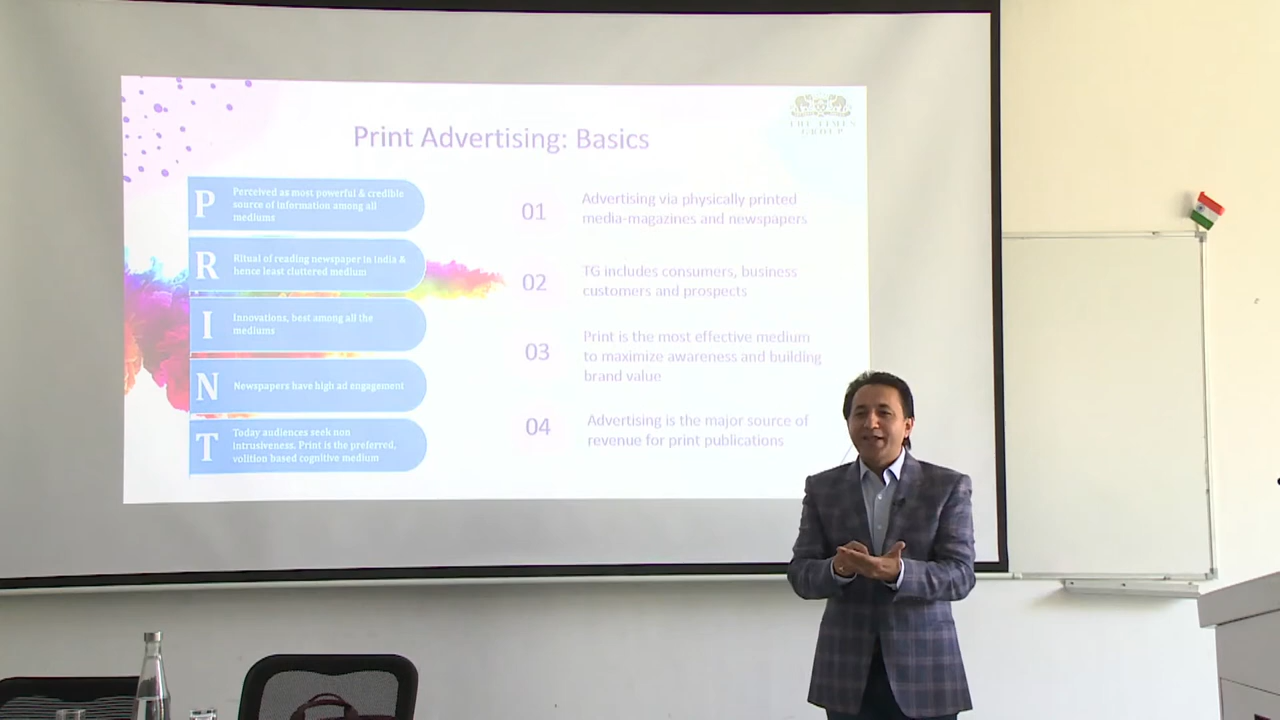 THE TIMES
GROUP
Print Advertising: Basics
P
Perceived as most powerful & credible
source of information among all
mediums
R
Ritual of reading newspaper in India &
hence least cluttered medium
I
Innovations, best among all the
mediums
N
Newspapers have high ad engagement
T
Today audiences seek non
intrusiveness. Print is the preferred,
volition based cognitive medium
01
Advertising via physically printed
media-magazines and newspapers
02
TG includes consumers, business
customers and prospects
03
Print is the most effective medium
to maximize awareness and building
brand value
04
Advertising is the major source of
revenue for print publications